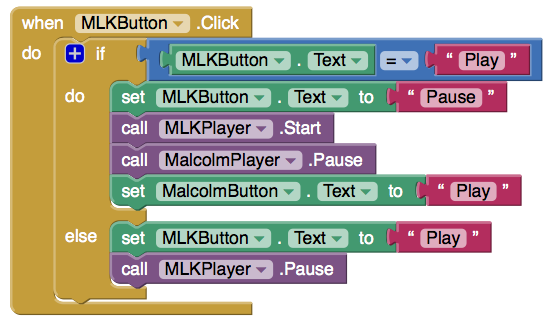 when MLKButton .Click
do if MLKButton . Text = “ Play ”
do set MLKButton . Text to “ Pause ”
call MLKPlayer .Start
call MalcolmPlayer .Pause
set MalcolmButton . Text to “ Play ”
else set MLKButton . Text to “ Play ”
call MLKPlayer .Pause